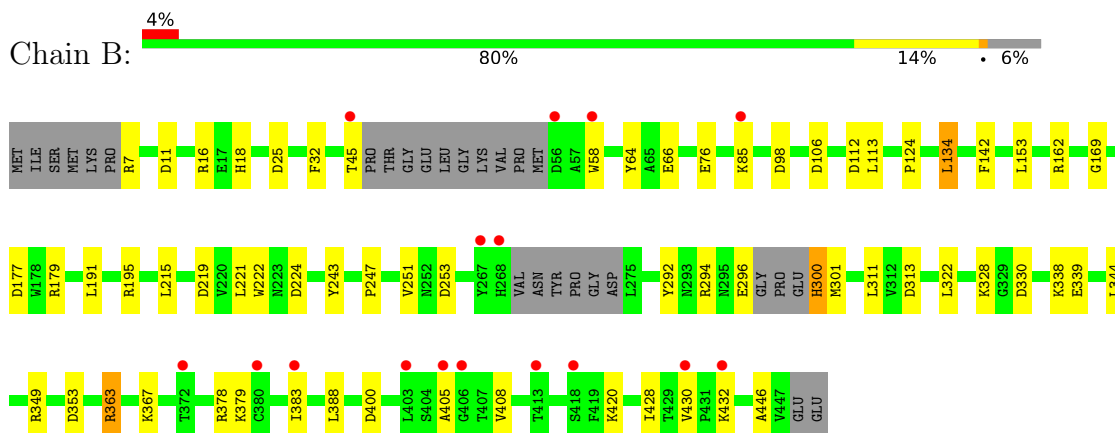 4%
Chain B:
80% 14% • 6%
MET ILE SER MET LYS PRO R7 D11 R16 E17 H18 D25 F32 T45 PRO THR GLY GLU LEU GLY LYS VAL PRO MET D56 A57 W58 Y64 A65 E66 E76 K85 D98 D106 D112 L113 P124 L134 F142 L153 R162 G169
D177 W178 R179 L191 R195 L215 D219 V220 L221 W222 N223 D224 Y243 P247 V251 N252 D253 Y267 H268 VAL ASN TYR PRO GLY ASP L275 Y292 N293 R294 N295 E296 GLY PRO GLU H300 M301 L311 V312 D313 L322 K328 G329 D330 K338 E339 L344
R349 D353 R363 K367 T372 R378 K379 C380 I383 L388 D400 L403 S404 A405 G406 T407 V408 T413 S418 F419 K420 I428 T429 V430 P431 K432 A446 V447 GLU GLU